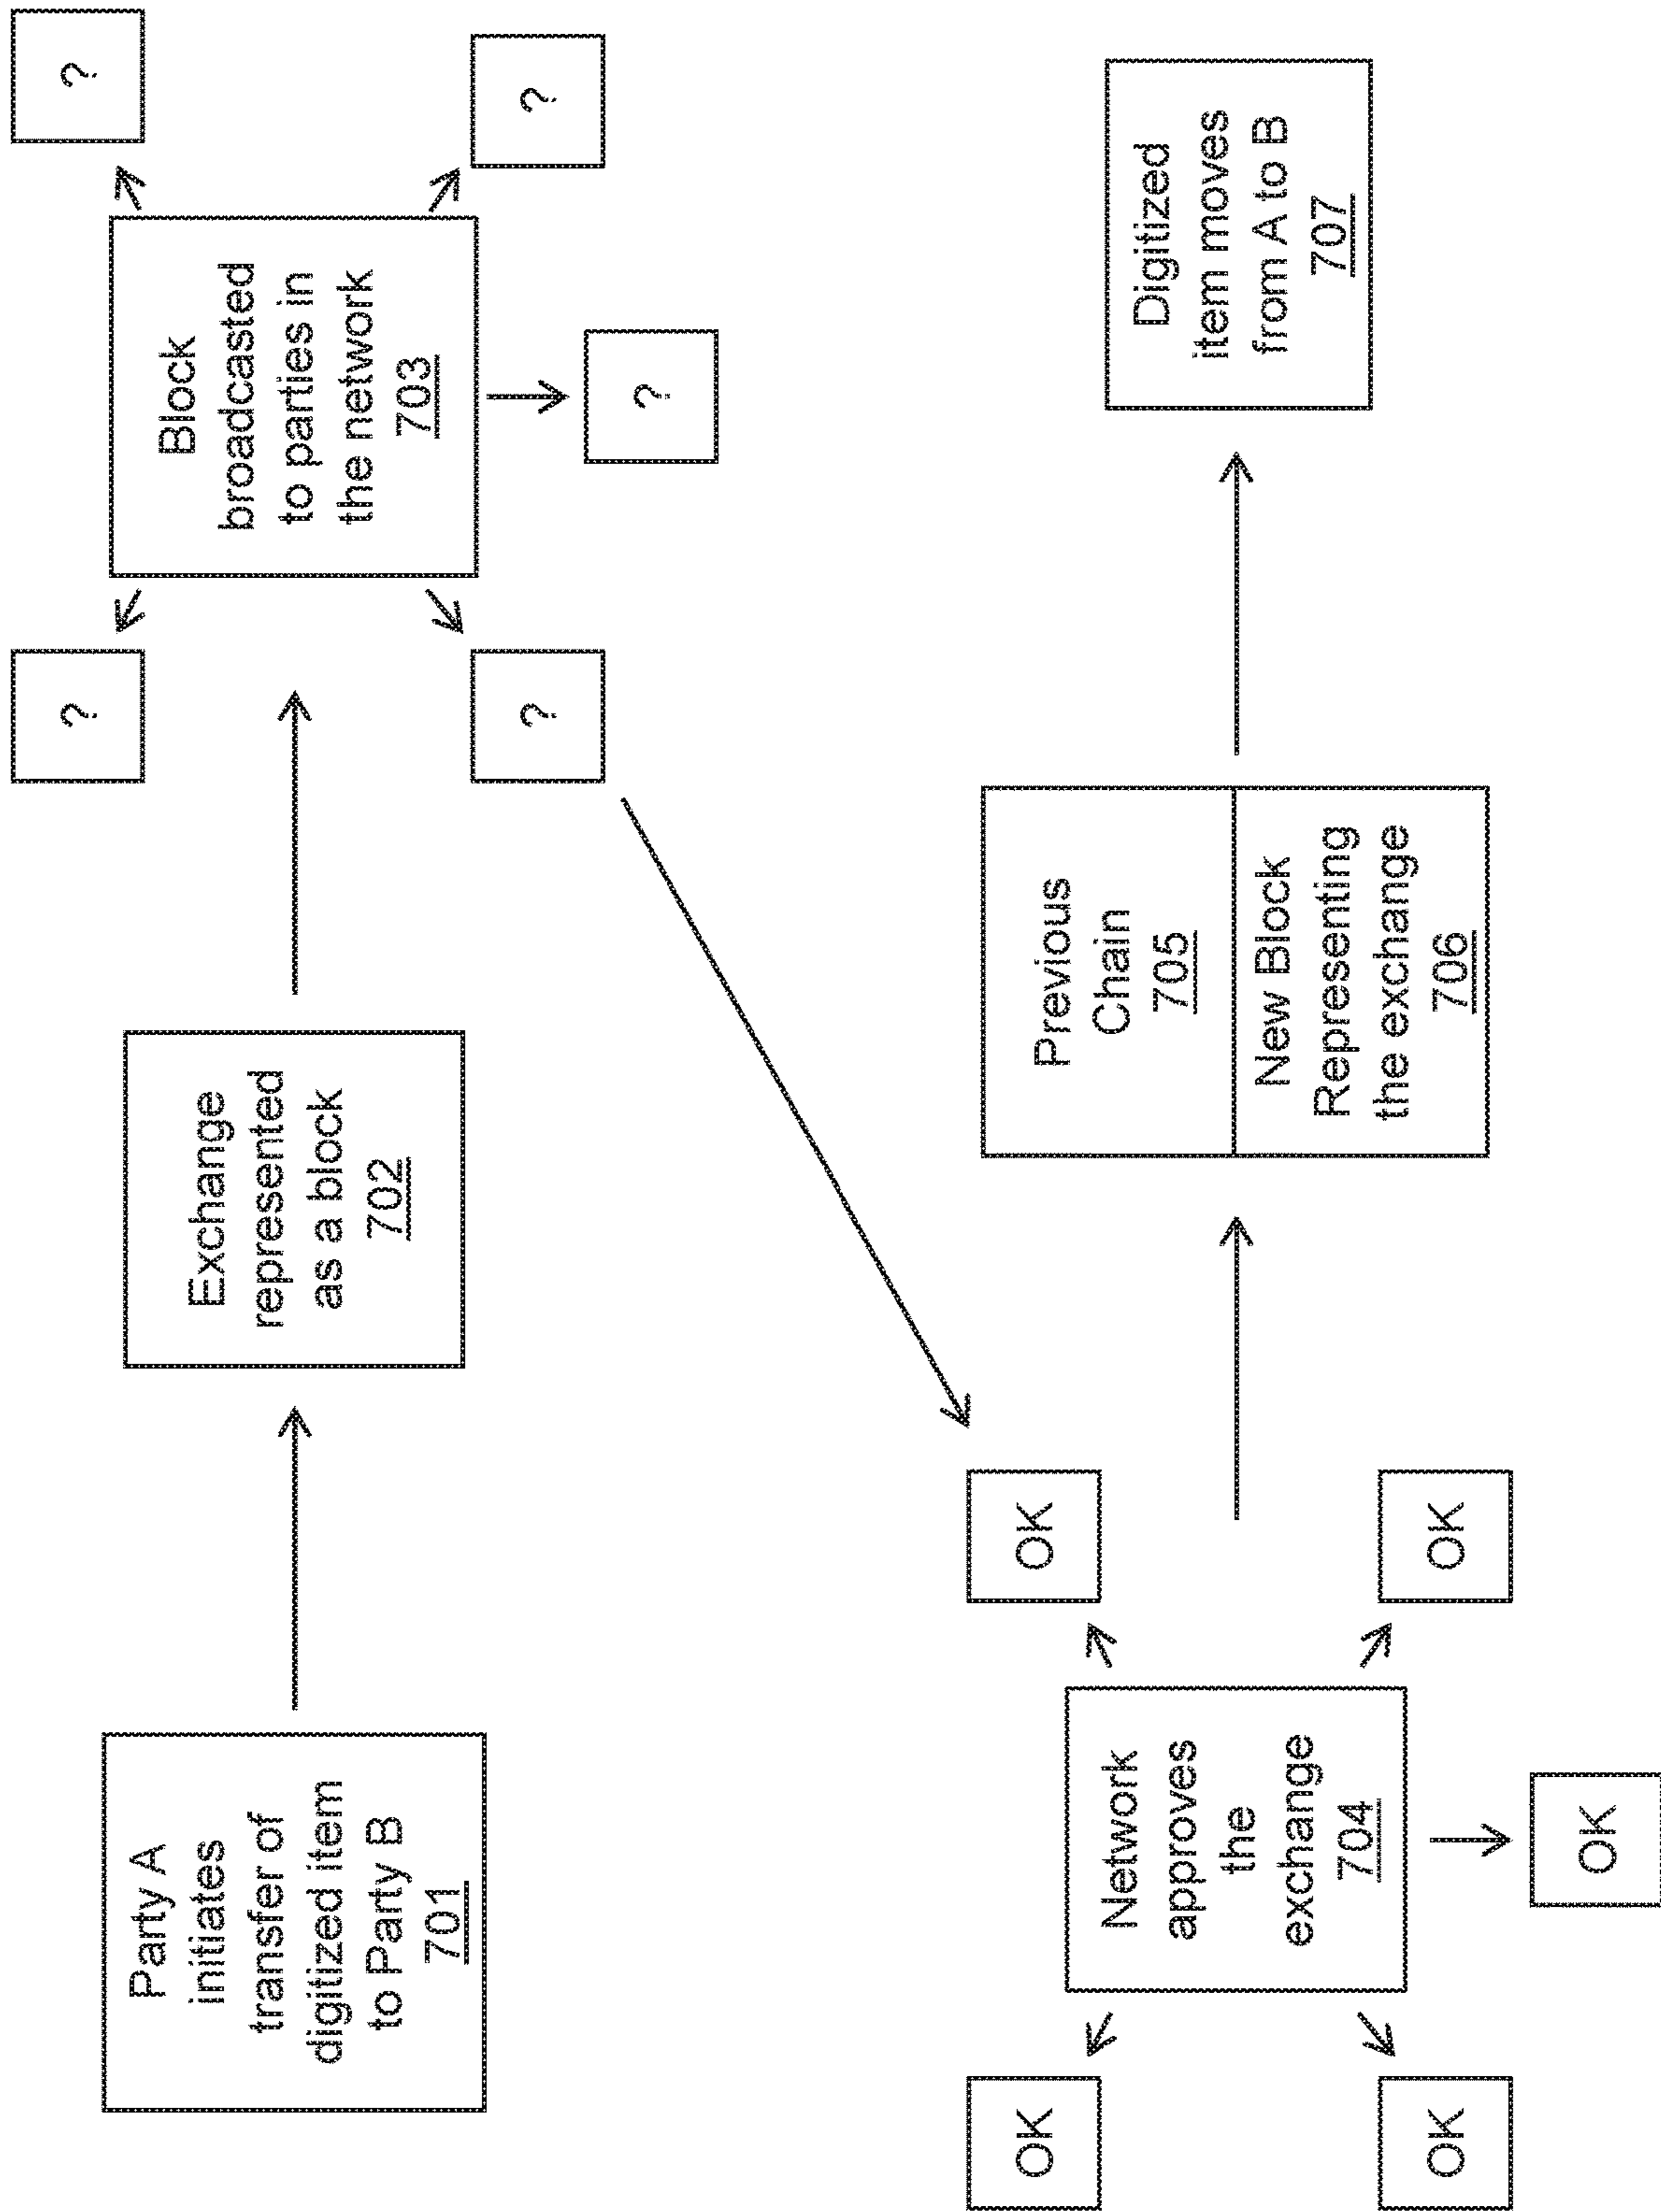 Party A
initiates
transfer of
digitized item
to Party B
701
Exchange
represented
as a block
702
?
?
Block
broadcasted
to parties in
the network
703
?
?
?
OK
OK
Network
approves
the
exchange
704
OK
OK
OK
Previous
Chain
705
New Block
Representing
the exchange
706
Digitized
item moves
from A to B
707